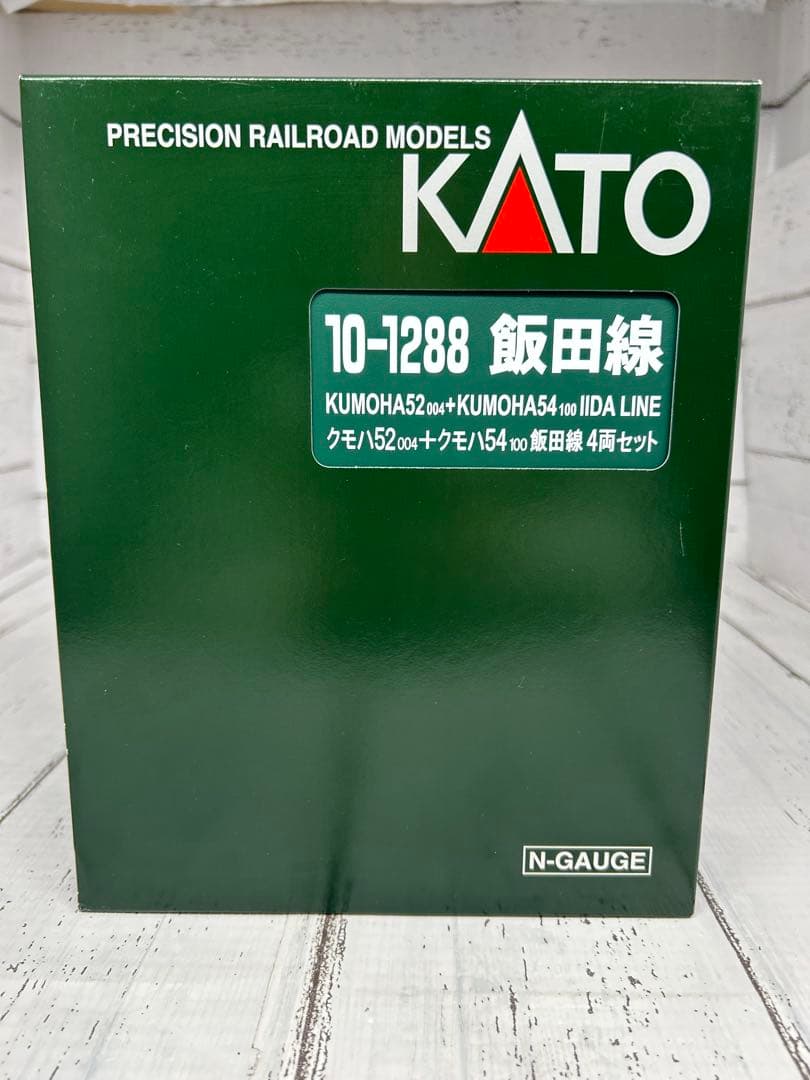 PRECISION RAILROAD MODELS
KATO
10-1288 飯田線
KUMOHA52 004+KUMOHA54 100 IIDA LINE
クモハ52 004+クモハ54 100 飯田線 4両セット
N-GAUGE